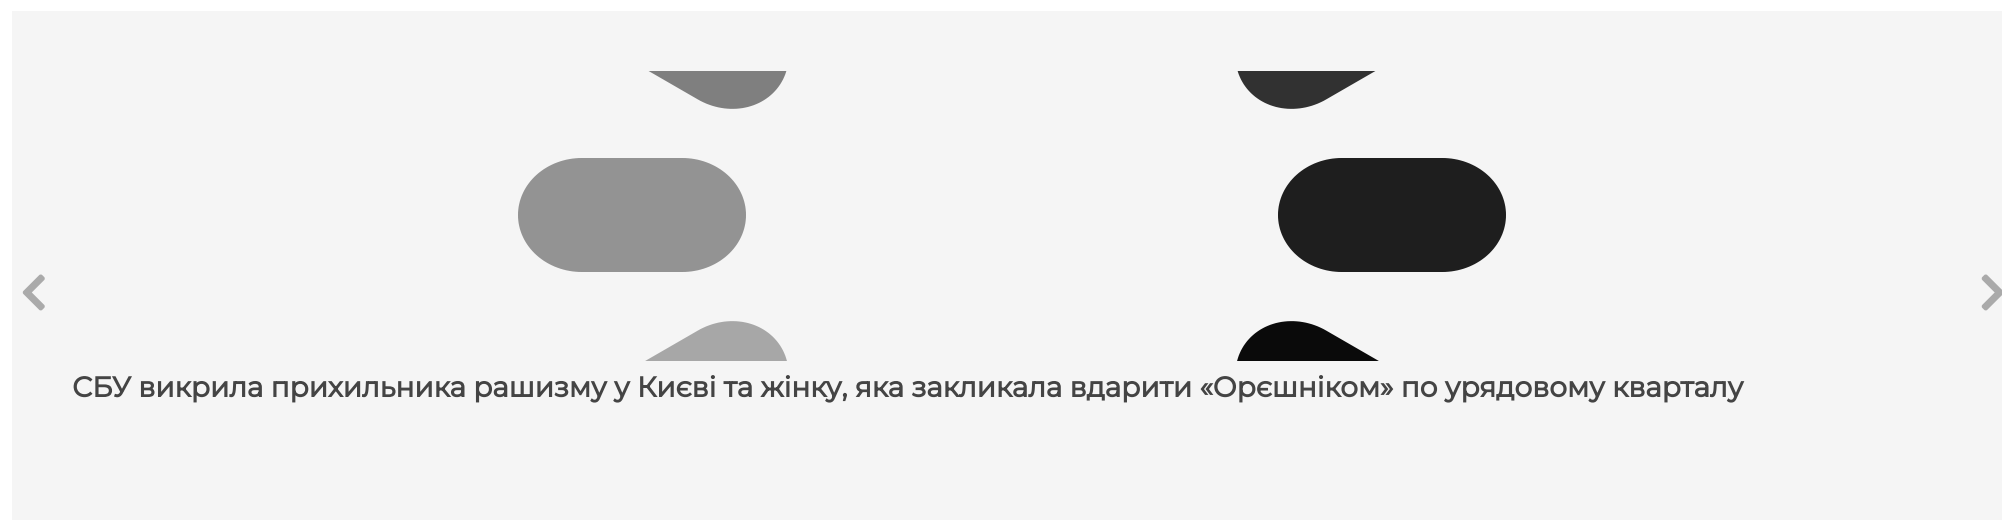 СБУ викрила прихильника рашизму у Києві та жінку, яка закликала вдарити «Орєшніком» по урядовому кварталу